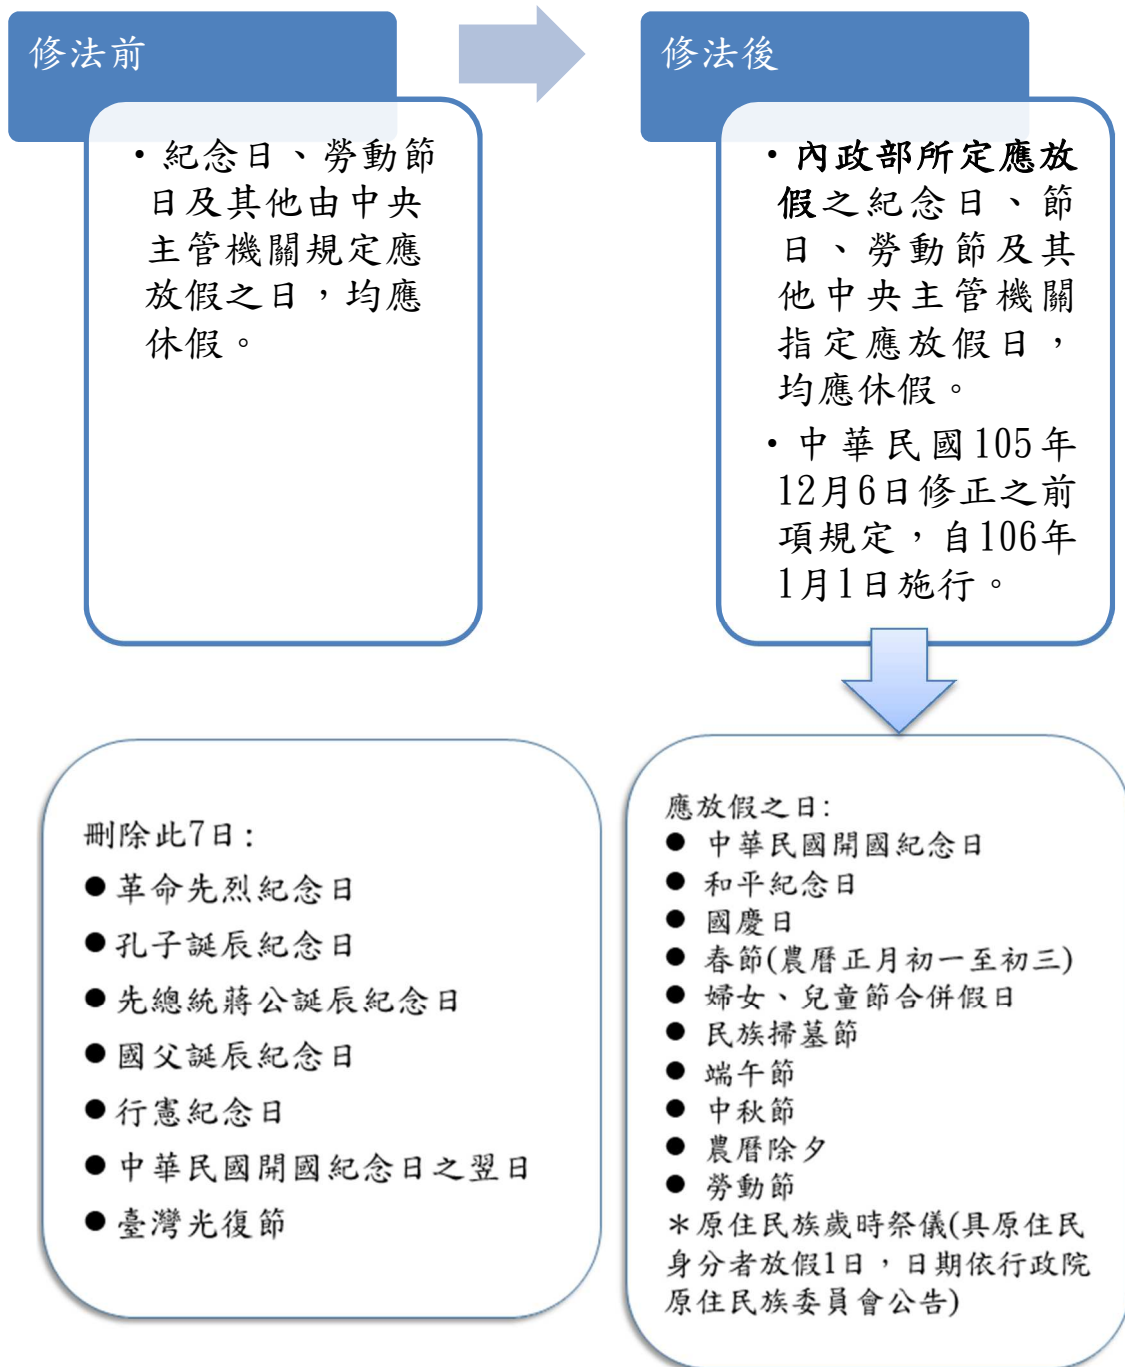 修法前
・紀念日、勞動節
日及其他由中央
主管機關規定應
放假之日，均應
休假。
修法後
・內政部所定應放
假之紀念日、節
日、勞動節及其
他中央主管機關
指定應放假日，
均應休假。
・中華民國105年
12月6日修正之前
項規定，自106年
1月1日施行。
刪除此7日：
●革命先烈紀念日
●孔子誕辰紀念日
●先總統蔣公誕辰紀念日
●國父誕辰紀念日
●行憲紀念日
●中華民國開國紀念日之翌日
●臺灣光復節
應放假之日：
● 中華民國開國紀念日
● 和平紀念日
● 國慶日
● 春節(農曆正月初一至初三)
● 婦女、兒童節合併假日
● 民族掃墓節
● 端午節
● 中秋節
● 農曆除夕
● 勞動節
＊原住民族歲時祭儀(具原住民
身分者放假1日，日期依行政院
原住民族委員會公告)